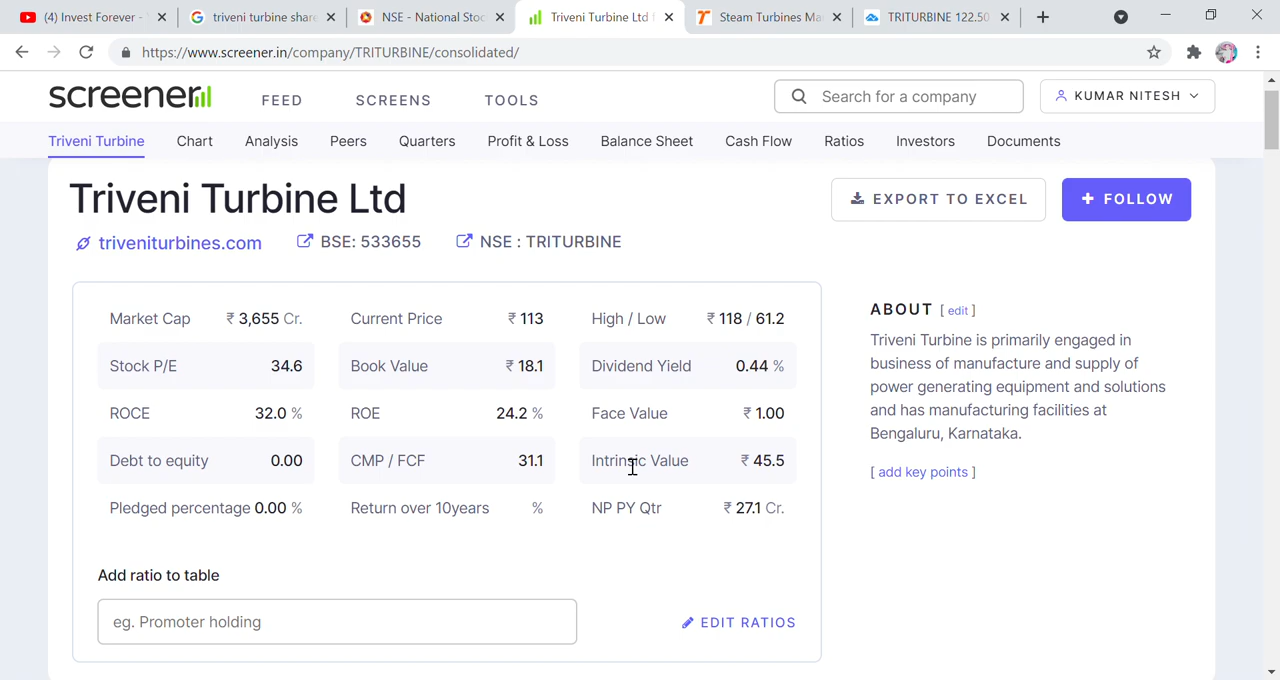 (4) Invest Forever -
triveni turbine share
NSE - National Stoc
Triveni Turbine Ltd f
Steam Turbines Ma
TRITURBINE 122.50
https://www.screener.in/company/TRITURBINE/consolidated/
screener
FEED
SCREENS
TOOLS
Search for a company
KUMAR NITESH
Triveni Turbine
Chart
Analysis
Peers
Quarters
Profit & Loss
Balance Sheet
Cash Flow
Ratios
Investors
Documents
Triveni Turbine Ltd
EXPORT TO EXCEL
+ FOLLOW
triveniturbines.com
BSE: 533655
NSE : TRITURBINE
Market Cap ₹ 3,655 Cr.
Current Price ₹ 113
High / Low ₹ 118 / 61.2
Stock P/E 34.6
Book Value ₹ 18.1
Dividend Yield 0.44 %
ROCE 32.0 %
ROE 24.2 %
Face Value ₹ 1.00
Debt to equity 0.00
CMP / FCF 31.1
Intrinsic Value ₹ 45.5
Pledged percentage 0.00 %
Return over 10years %
NP PY Qtr ₹ 27.1 Cr.
Add ratio to table
eg. Promoter holding
EDIT RATIOS
ABOUT [ edit ]
Triveni Turbine is primarily engaged in
business of manufacture and supply of
power generating equipment and solutions
and has manufacturing facilities at
Bengaluru, Karnataka.
[ add key points ]